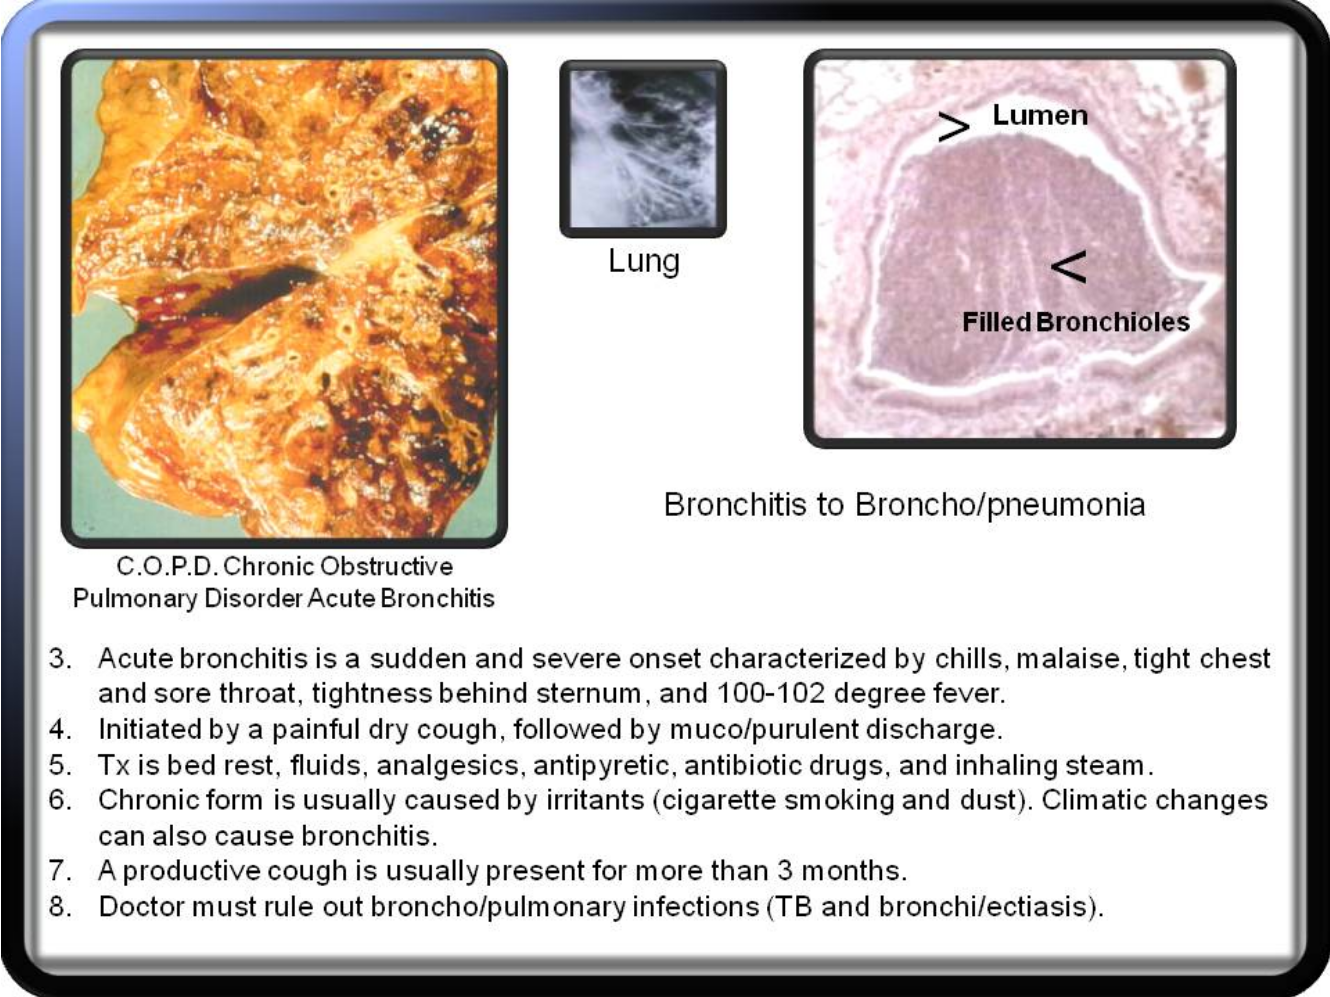 > Lumen
<
Filled Bronchioles
Lung
Bronchitis to Broncho/pneumonia
C.O.P.D. Chronic Obstructive
Pulmonary Disorder Acute Bronchitis
3. Acute bronchitis is a sudden and severe onset characterized by chills, malaise, tight chest
and sore throat, tightness behind sternum, and 100-102 degree fever.
4. Initiated by a painful dry cough, followed by muco/purulent discharge.
5. Tx is bed rest, fluids, analgesics, antipyretic, antibiotic drugs, and inhaling steam.
6. Chronic form is usually caused by irritants (cigarette smoking and dust). Climatic changes
can also cause bronchitis.
7. A productive cough is usually present for more than 3 months.
8. Doctor must rule out broncho/pulmonary infections (TB and bronchi/ectiasis).